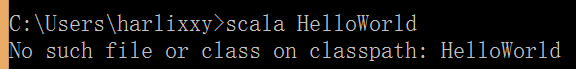 C:\Users\harlixxy>scala HelloWorld
No such file or class on classpath: HelloWorld